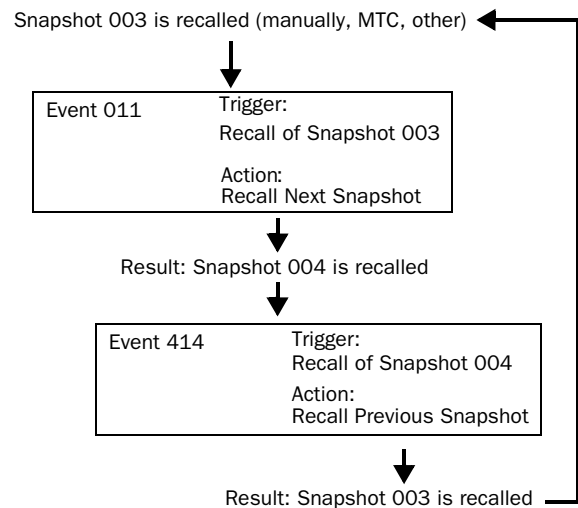 Snapshot 003 is recalled (manually, MTC, other)
Event 011
Trigger:
Recall of Snapshot 003
Action:
Recall Next Snapshot
Result: Snapshot 004 is recalled
Event 414
Trigger:
Recall of Snapshot 004
Action:
Recall Previous Snapshot
Result: Snapshot 003 is recalled